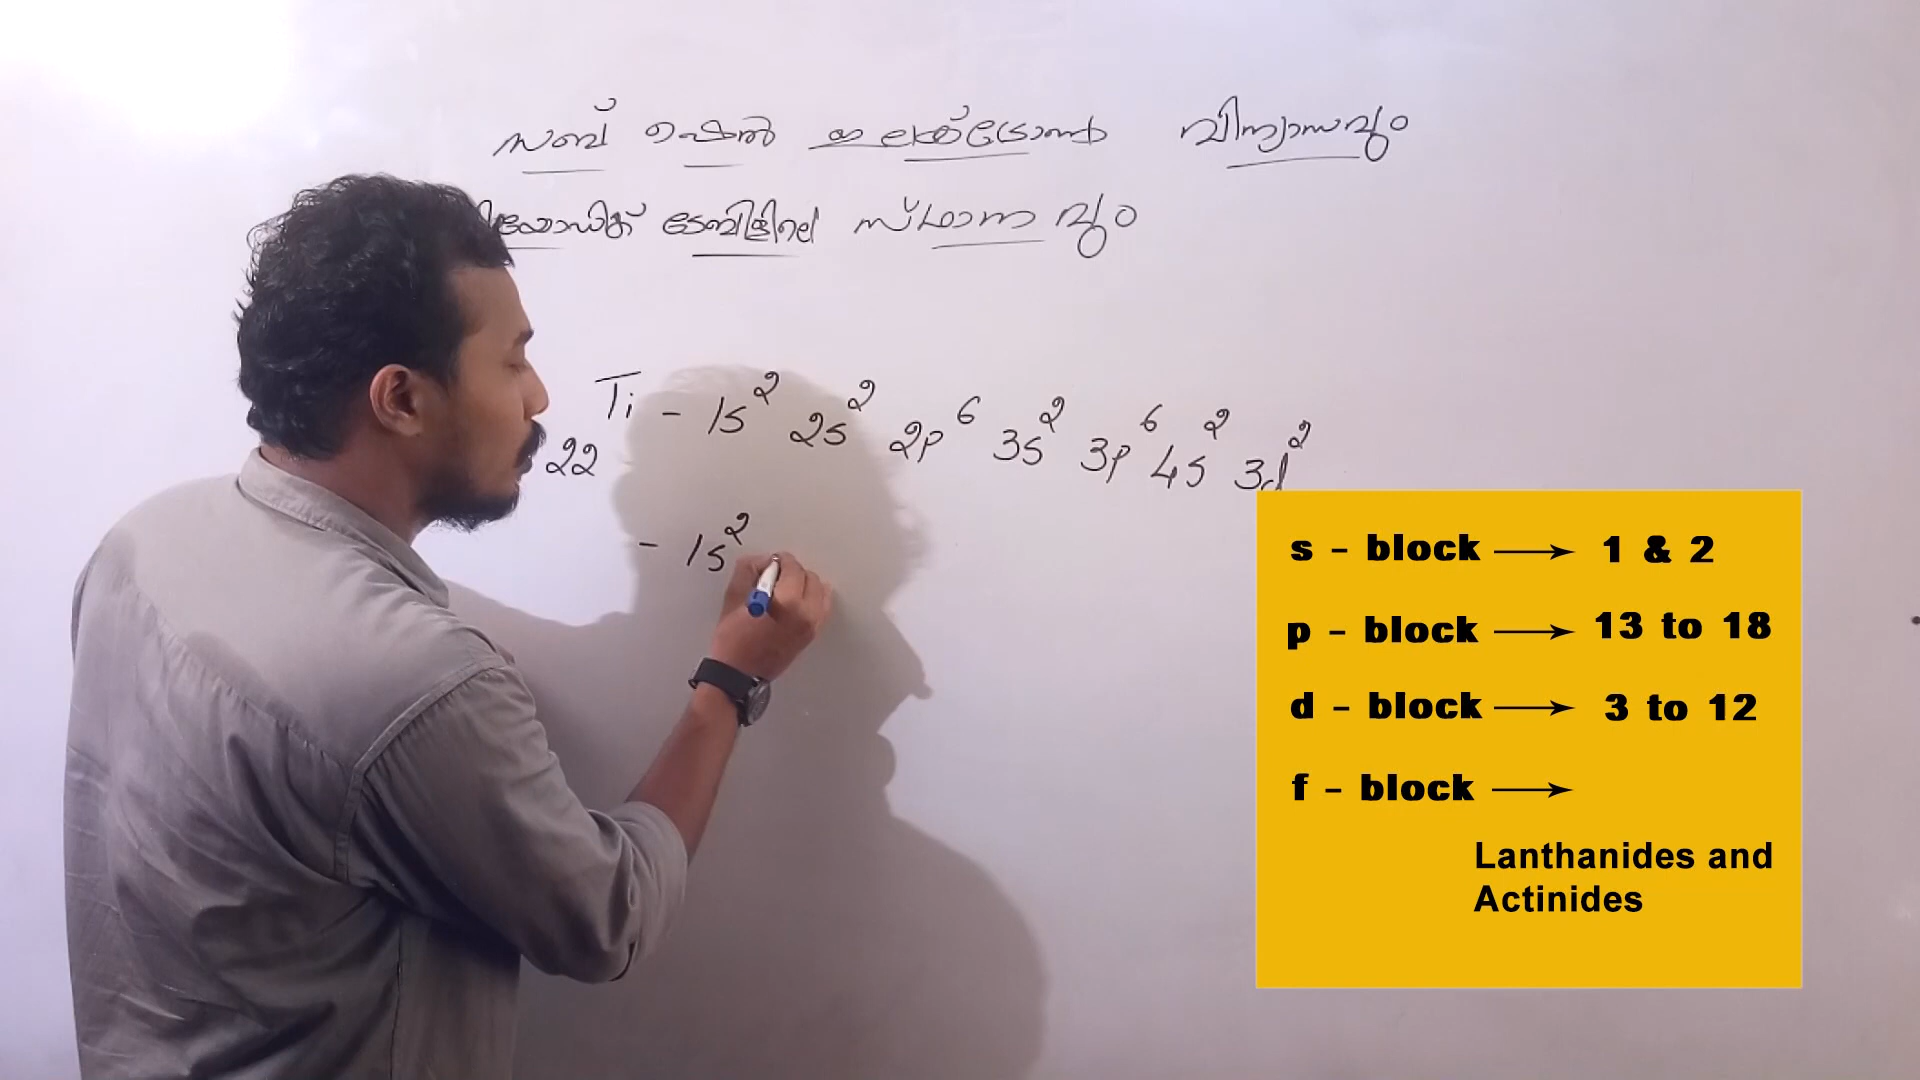 സബ് ഷെൽ ഇലക്ട്രോൺ വിന്യാസവും
ടേബിളിലെ സ്ഥാനവും
Ti - 1s² 2s² 2p⁶ 3s² 3p⁶ 4s² 3d²
22
- 1s²
s - block → 1 & 2
p - block → 13 to 18
d - block → 3 to 12
f - block →
Lanthanides and
Actinides